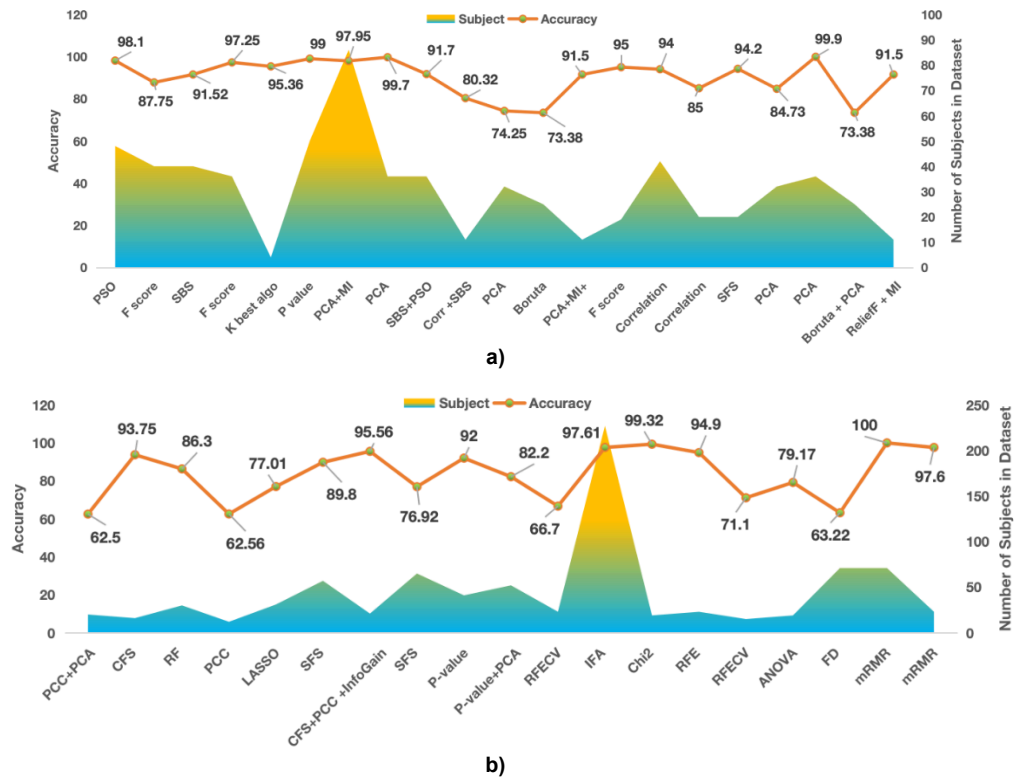 a)
Subject Accuracy
120 100 80 60 40 20 0
Accuracy
100 90 80 70 60 50 40 30 20 10 0
Number of Subjects in Dataset
98.1 87.75 91.52 97.25 95.36 99 97.95 99.7 91.7 80.32 74.25 73.38 91.5 95 94 85 94.2 84.73 99.9 73.38 91.5
PSO
F score
SBS
F score
K best algo
P value
PCA+MI
PCA
SBS+PSO
Corr +SBS
PCA
Boruta
PCA+MI+
F score
Correlation
Correlation
SFS
PCA
PCA
Boruta + PCA
ReliefF + MI
a)
Subject Accuracy
120 100 80 60 40 20 0
Accuracy
250 200 150 100 50 0
Number of Subjects in Dataset
62.5 93.75 86.3 62.56 77.01 89.8 95.56 76.92 92 82.2 66.7 97.61 99.32 94.9 71.1 79.17 63.22 100 97.6
PCC+PCA
CFS
RF
PCC
LASSO
SFS
CFS+PCC +InfoGain
SFS
P-value
P-value+PCA
RFECV
IFA
Chi2
RFE
RFECV
ANOVA
FD
mRMR
mRMR
b)